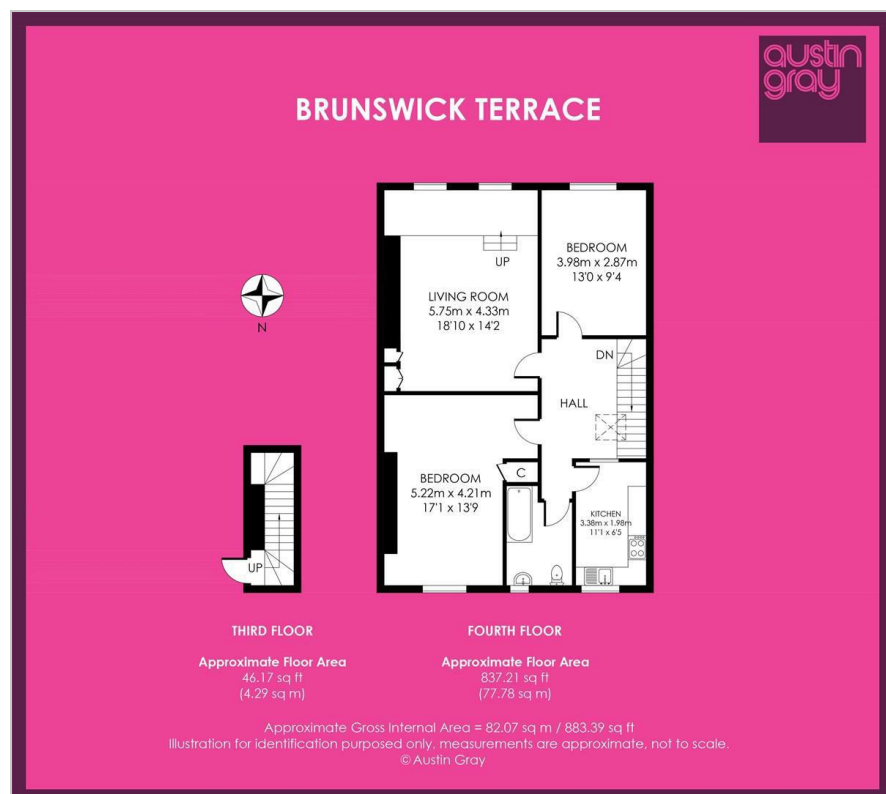 austin
gray
BRUNSWICK TERRACE
BEDROOM
3.98m x 2.87m
13'0 x 9'4
UP
LIVING ROOM
5.75m x 4.33m
18'10 x 14'2
DN
HALL
N
BEDROOM
5.22m x 4.21m
17'1 x 13'9
C
KITCHEN
3.38m x 1.98m
11'1 x 6'5
UP
THIRD FLOOR
Approximate Floor Area
46.17 sq ft
(4.29 sq m)
FOURTH FLOOR
Approximate Floor Area
837.21 sq ft
(77.78 sq m)
Approximate Gross Internal Area = 82.07 sq m / 883.39 sq ft
Illustration for identification purposed only, measurements are approximate, not to scale.
© Austin Gray